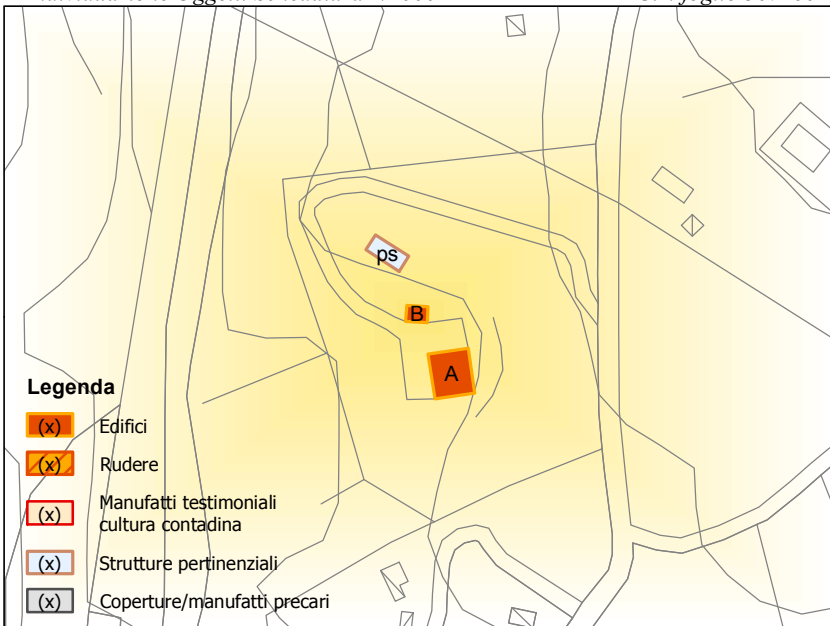 ps
B
A
Legenda
(x) Edifici
(x) Rudere
(x) Manufatti testimoniali
cultura contadina
(x) Strutture pertinenziali
(x) Coperture/manufatti precari